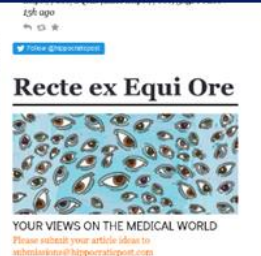 15h ago
Follow @hippocraticpost
Recte ex Equi Ore
YOUR VIEWS ON THE MEDICAL WORLD
Please submit your article ideas to
submissions@hippocraticpost.com